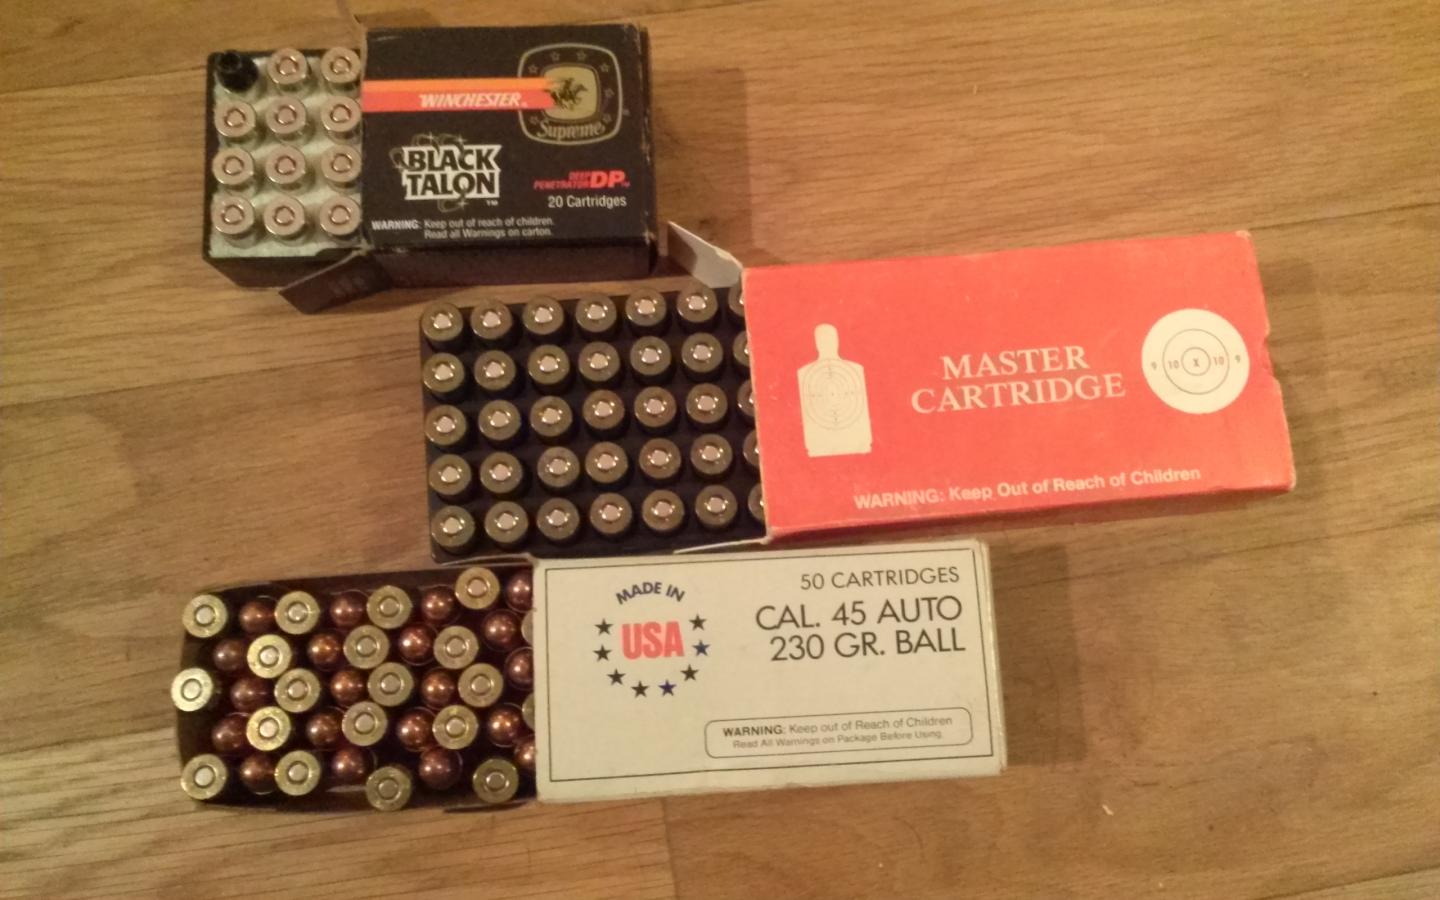 WINCHESTER
Supreme
BLACK
TALON
™
DEEP
PENETRATOR DP™
20 Cartridges
WARNING: Keep out of reach of children.
Read all Warnings on carton.
MASTER
CARTRIDGE
9 10 X 10 9
WARNING: Keep Out of Reach of Children
MADE IN
USA
50 CARTRIDGES
CAL. 45 AUTO
230 GR. BALL
WARNING: Keep out of Reach of Children
Read All Warnings on Package Before Using.